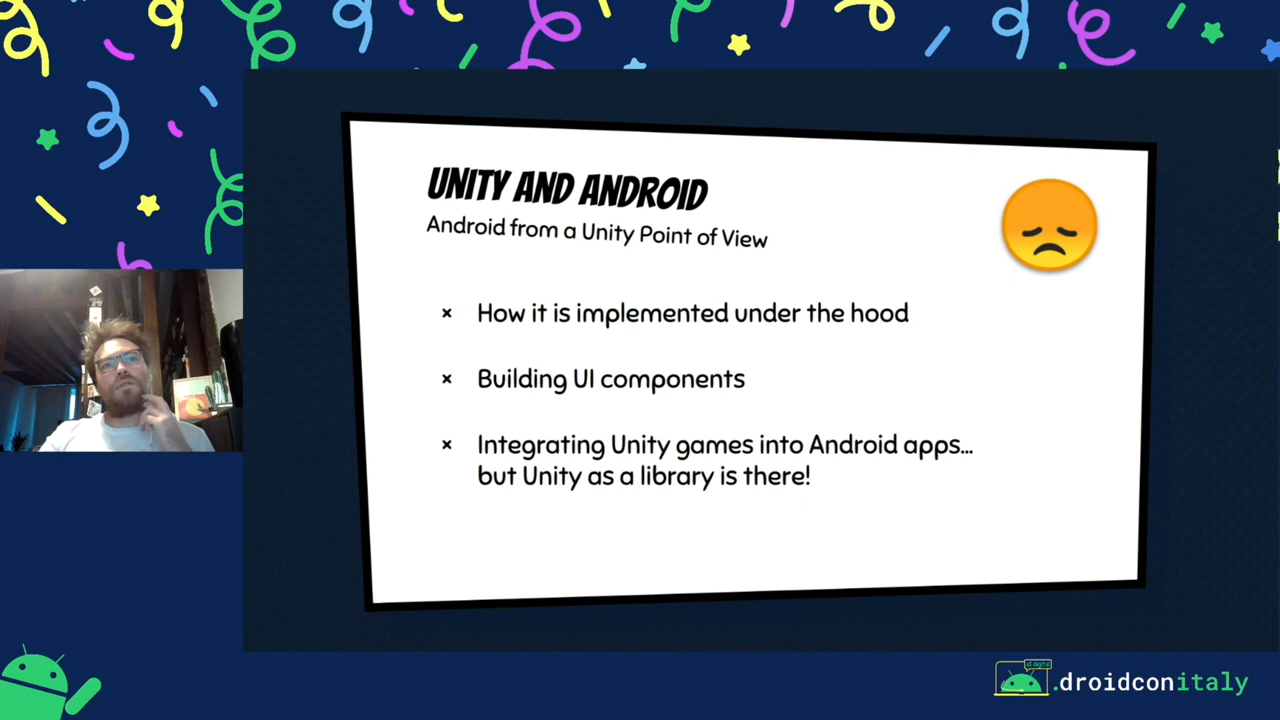 UNITY AND ANDROID
Android from a Unity Point of View
× How it is implemented under the hood
× Building UI components
× Integrating Unity games into Android apps...
but Unity as a library is there!
.droidconitaly